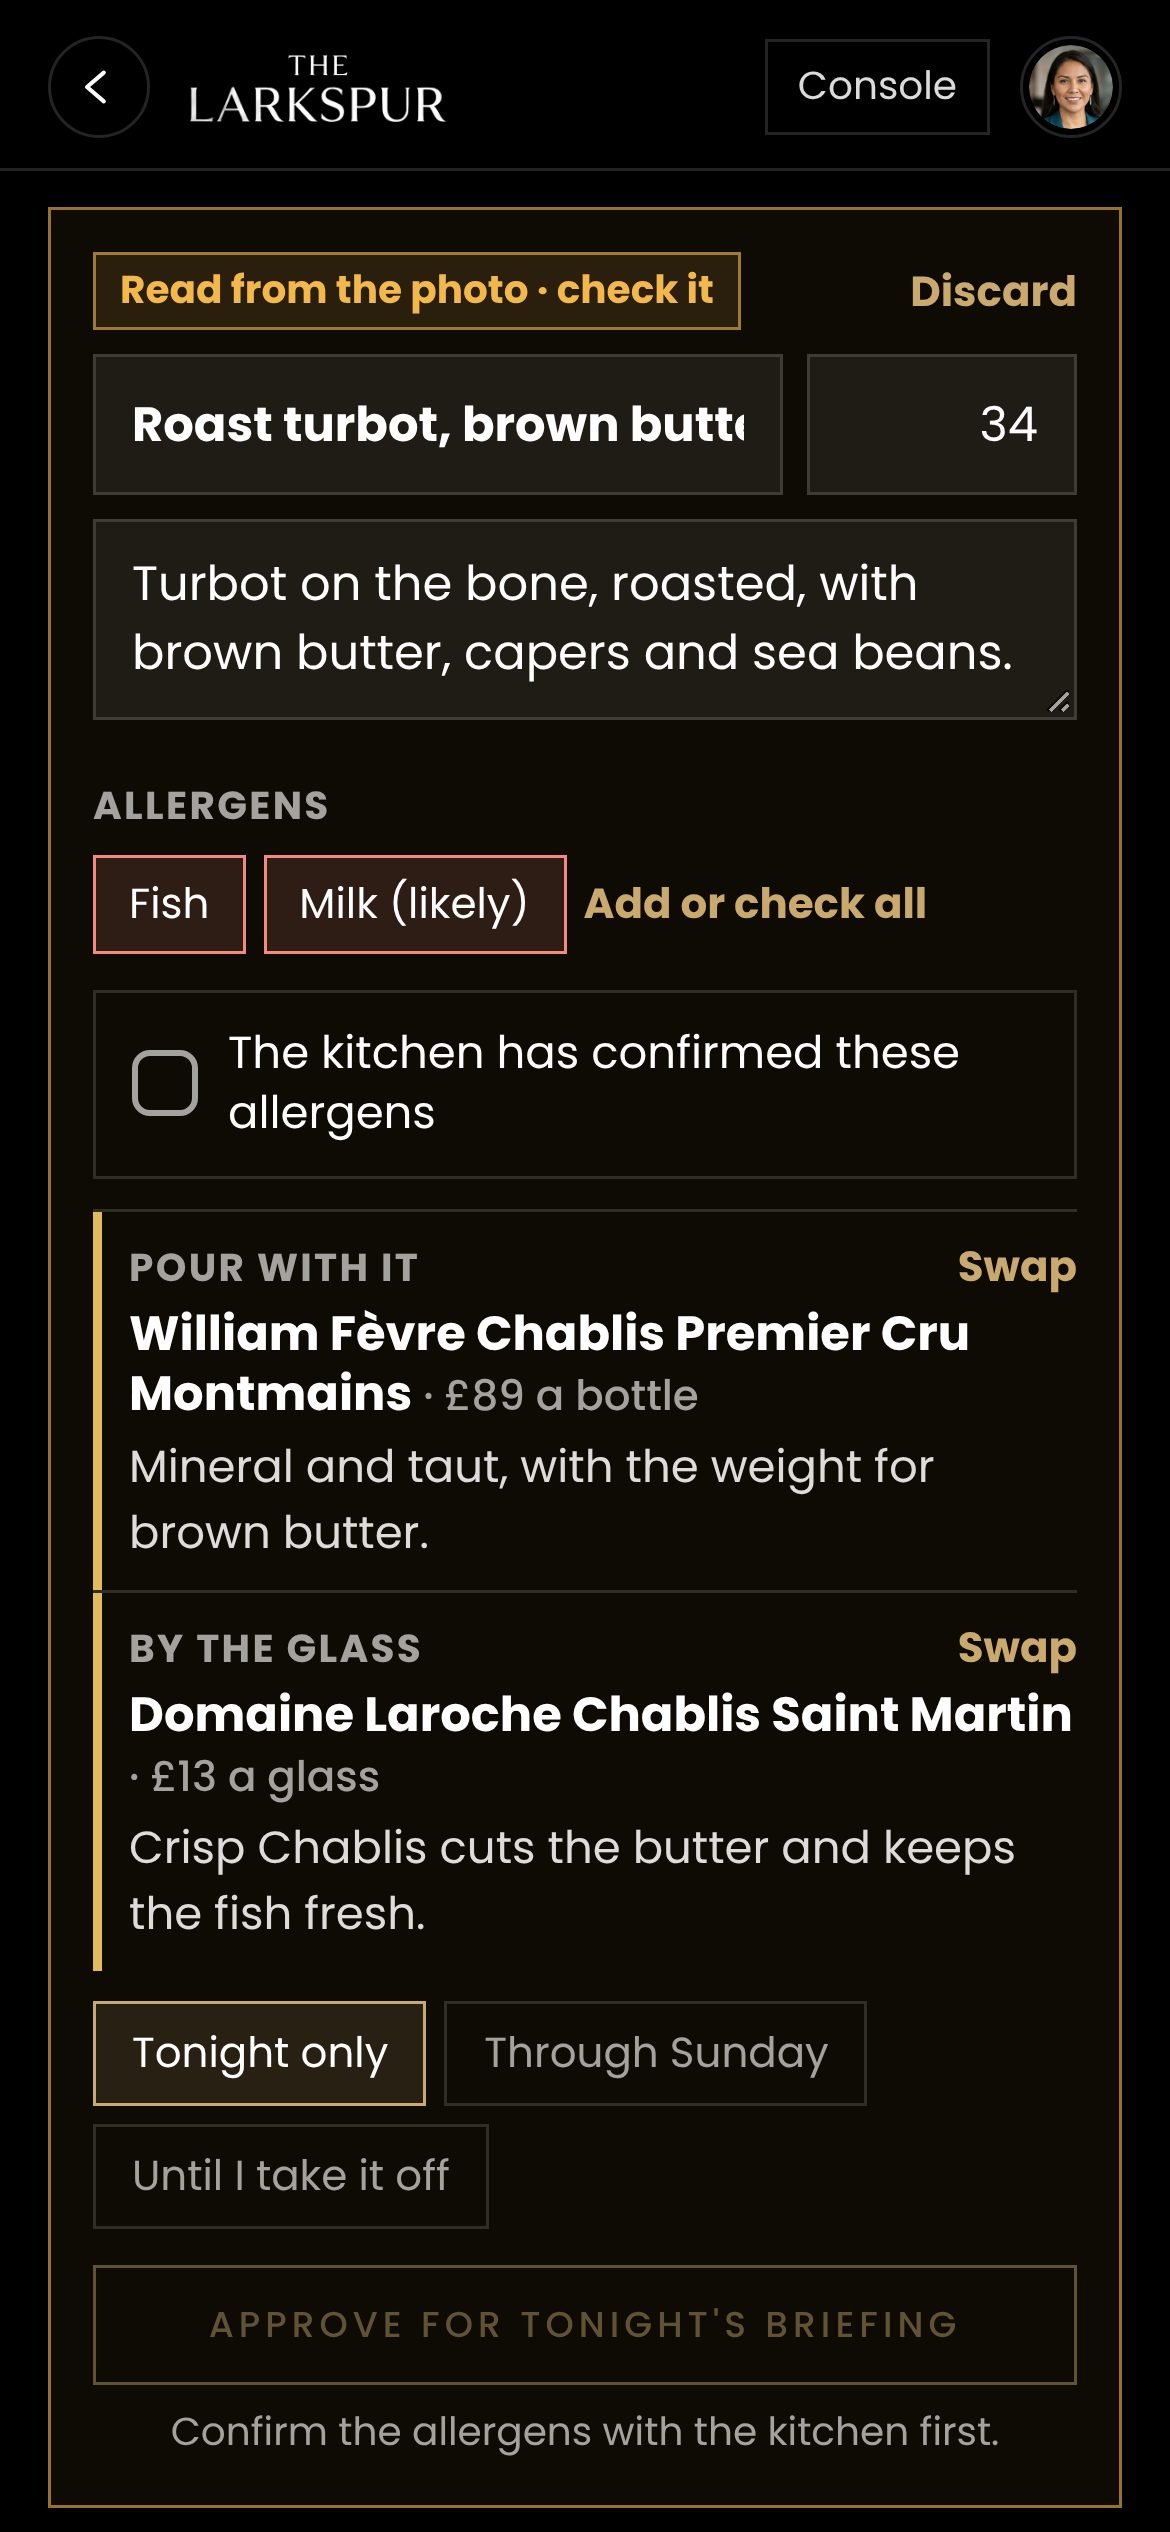 THE
LARKSPUR
Console
Read from the photo · check it
Discard
Roast turbot, brown butte
34
Turbot on the bone, roasted, with
brown butter, capers and sea beans.
ALLERGENS
Fish
Milk (likely)
Add or check all
The kitchen has confirmed these
allergens
POUR WITH IT
Swap
William Fèvre Chablis Premier Cru
Montmains · £89 a bottle
Mineral and taut, with the weight for
brown butter.
BY THE GLASS
Swap
Domaine Laroche Chablis Saint Martin
· £13 a glass
Crisp Chablis cuts the butter and keeps
the fish fresh.
Tonight only
Through Sunday
Until I take it off
APPROVE FOR TONIGHT'S BRIEFING
Confirm the allergens with the kitchen first.